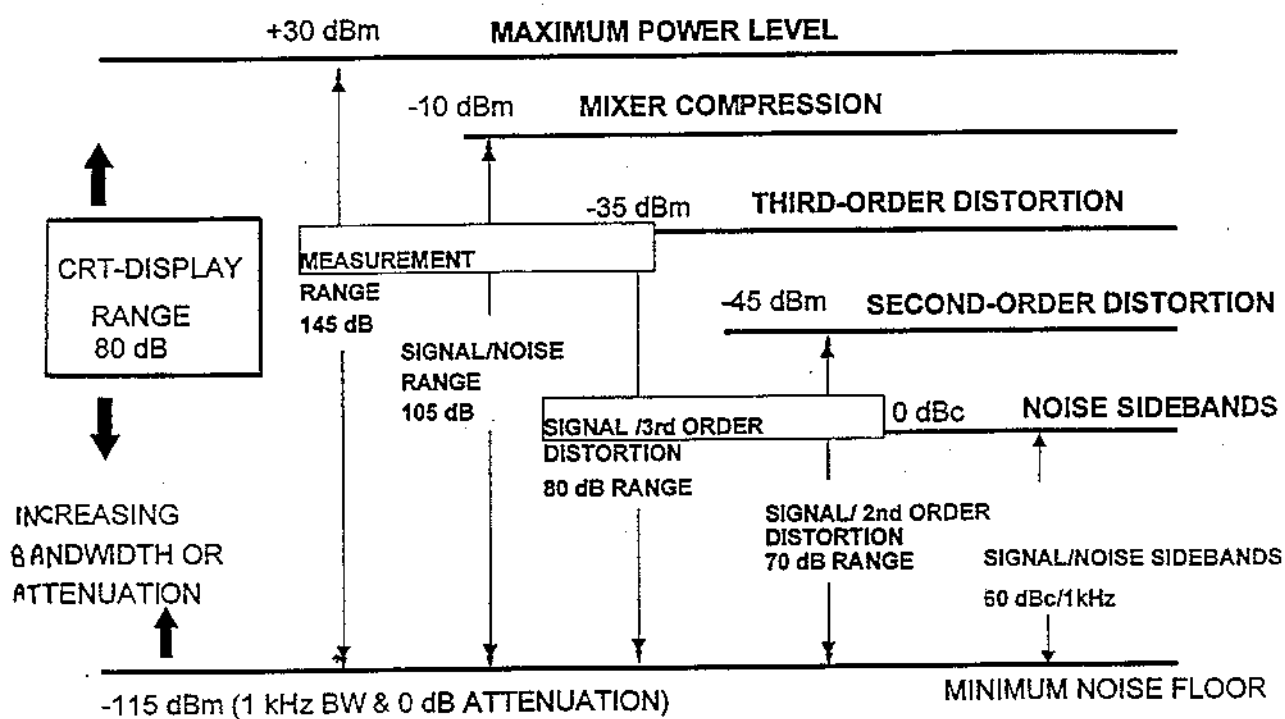 +30 dBm MAXIMUM POWER LEVEL
-10 dBm MIXER COMPRESSION
-35 dBm THIRD-ORDER DISTORTION
CRT-DISPLAY
RANGE
80 dB
MEASUREMENT
RANGE
145 dB
-45 dBm SECOND-ORDER DISTORTION
SIGNAL/NOISE
RANGE
105 dB
0 dBc NOISE SIDEBANDS
SIGNAL /3rd ORDER
DISTORTION
80 dB RANGE
INCREASING
BANDWIDTH OR
ATTENUATION
SIGNAL/ 2nd ORDER
DISTORTION
70 dB RANGE
SIGNAL/NOISE SIDEBANDS
60 dBc/1kHz
-115 dBm (1 kHz BW & 0 dB ATTENUATION)
MINIMUM NOISE FLOOR